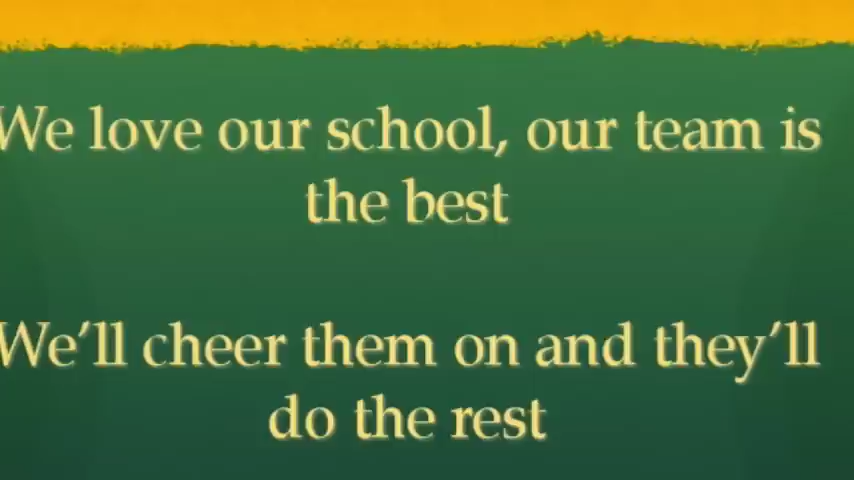 We love our school, our team is
the best
We’ll cheer them on and they’ll
do the rest